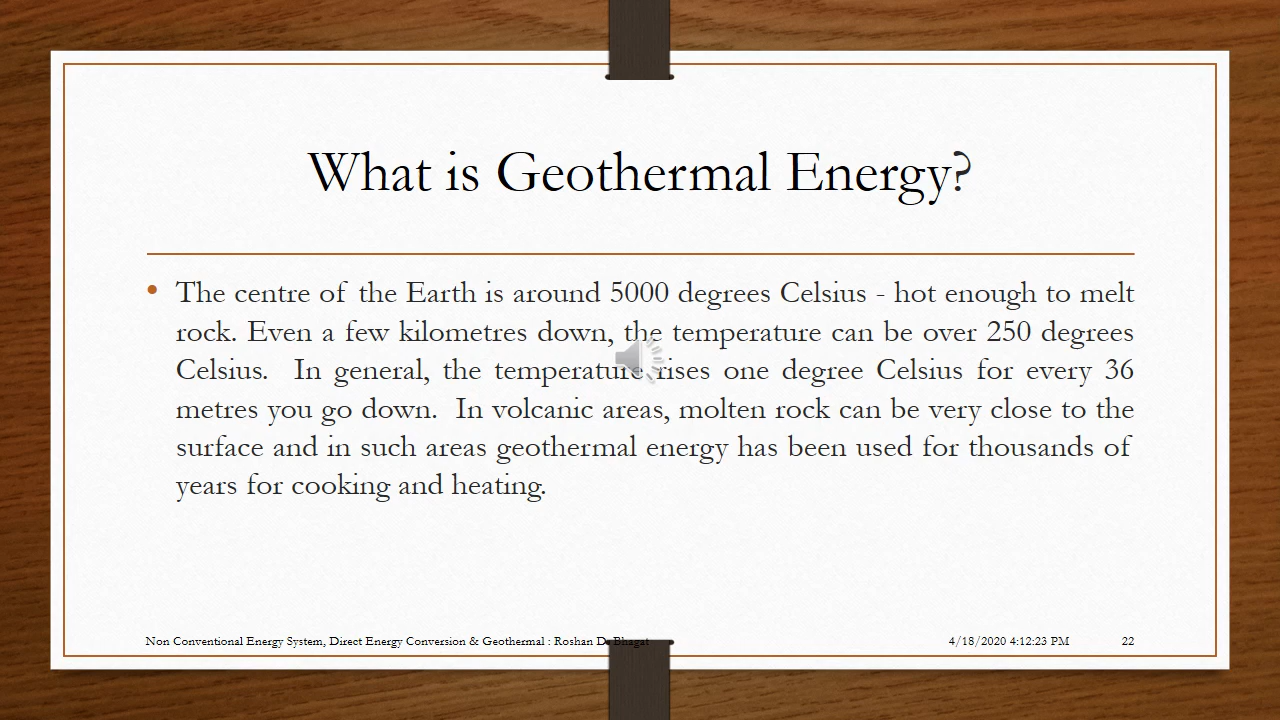 What is Geothermal Energy?
• The centre of the Earth is around 5000 degrees Celsius - hot enough to melt
rock. Even a few kilometres down, the temperature can be over 250 degrees
Celsius.  In general, the temperature rises one degree Celsius for every 36
metres you go down.  In volcanic areas, molten rock can be very close to the
surface and in such areas geothermal energy has been used for thousands of
years for cooking and heating.
Non Conventional Energy System, Direct Energy Conversion & Geothermal : Roshan D. Bhagat
4/18/2020 4:12:23 PM
22